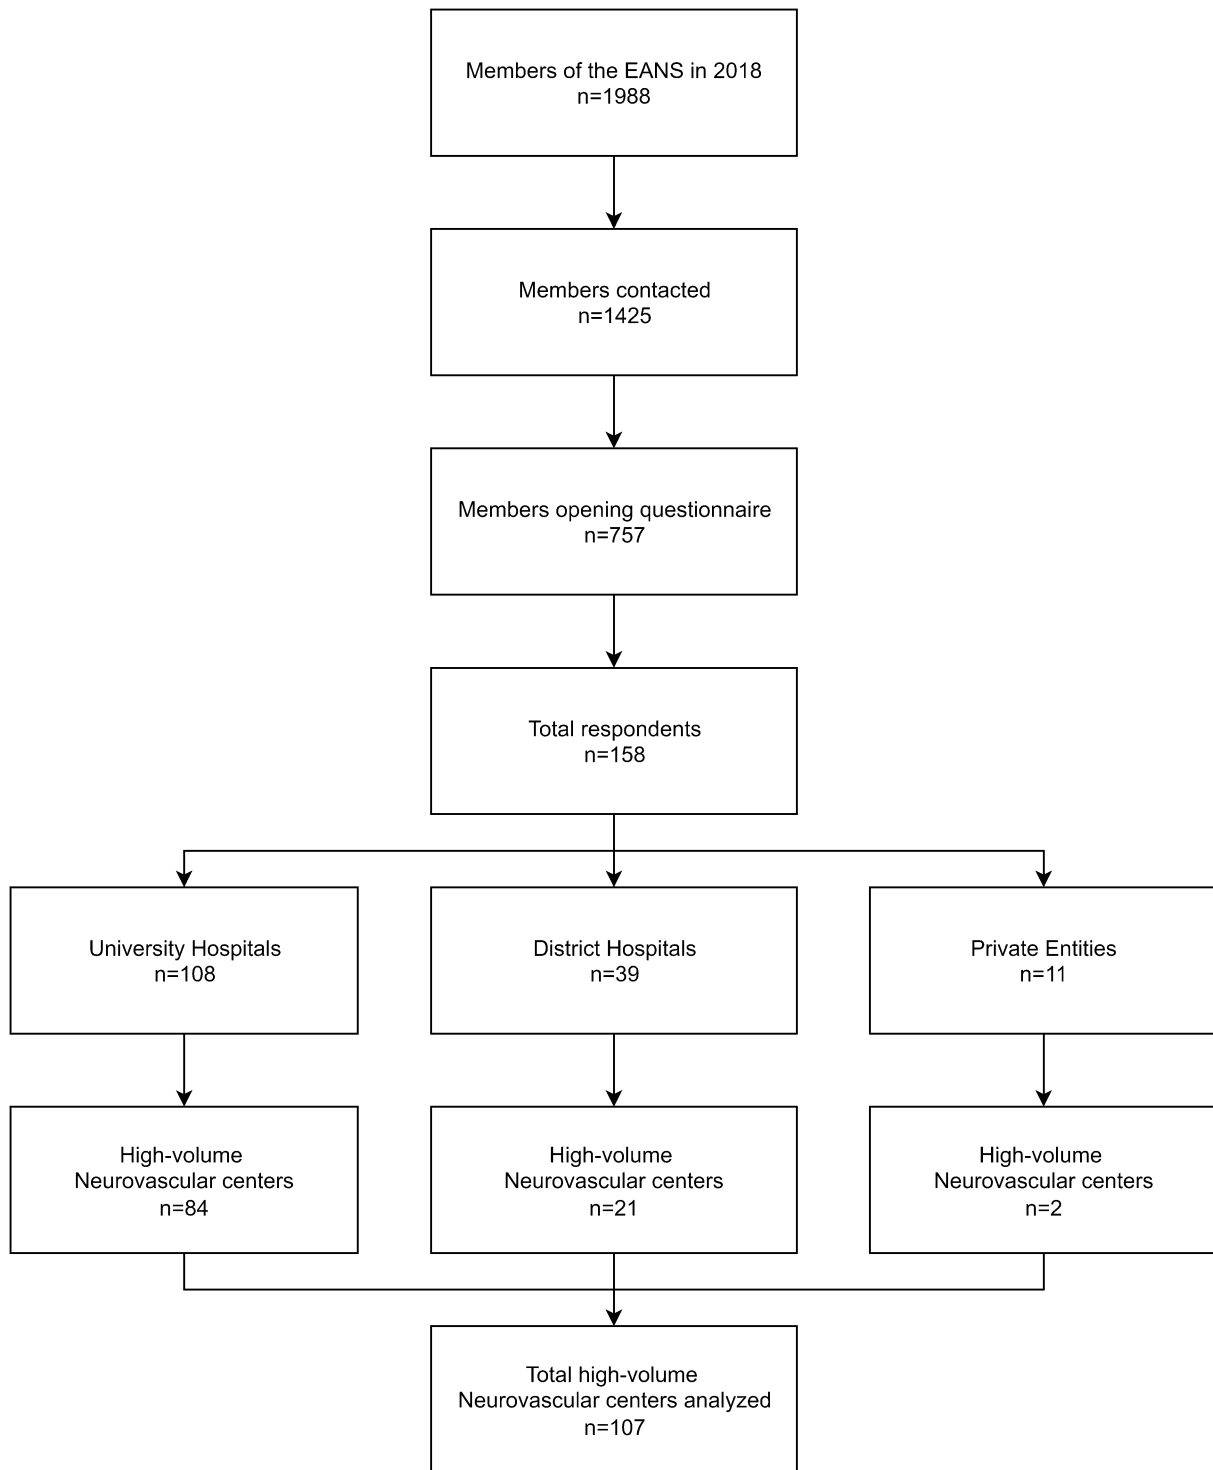 Members of the EANS in 2018
n=1988
Members contacted
n=1425
Members opening questionnaire
n=757
Total respondents
n=158
University Hospitals
n=108
District Hospitals
n=39
Private Entities
n=11
High-volume
Neurovascular centers
n=84
High-volume
Neurovascular centers
n=21
High-volume
Neurovascular centers
n=2
Total high-volume
Neurovascular centers analyzed
n=107